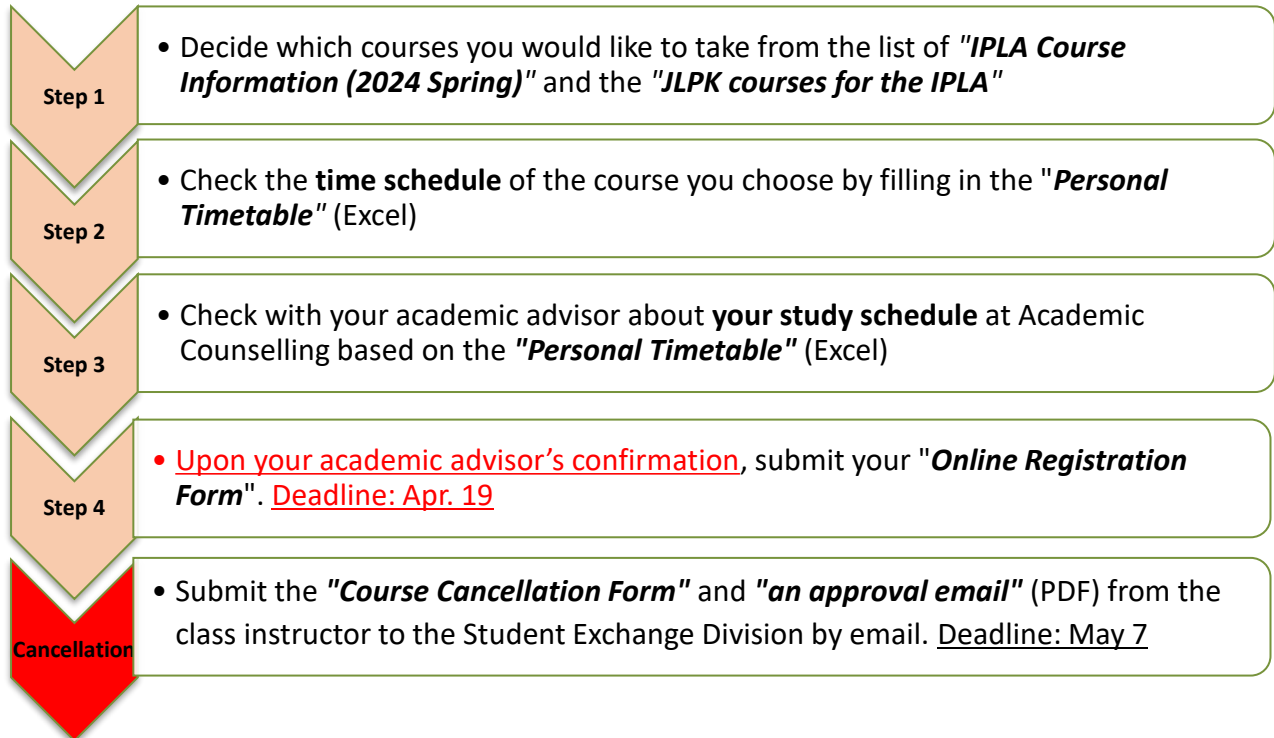 Step 1
• Decide which courses you would like to take from the list of "IPLA Course
Information (2024 Spring)" and the "JLPK courses for the IPLA"
Step 2
• Check the time schedule of the course you choose by filling in the "Personal
Timetable" (Excel)
Step 3
• Check with your academic advisor about your study schedule at Academic
Counselling based on the "Personal Timetable" (Excel)
Step 4
• Upon your academic advisor’s confirmation, submit your "Online Registration
Form". Deadline: Apr. 19
Cancellation
• Submit the "Course Cancellation Form" and "an approval email" (PDF) from the
class instructor to the Student Exchange Division by email. Deadline: May 7